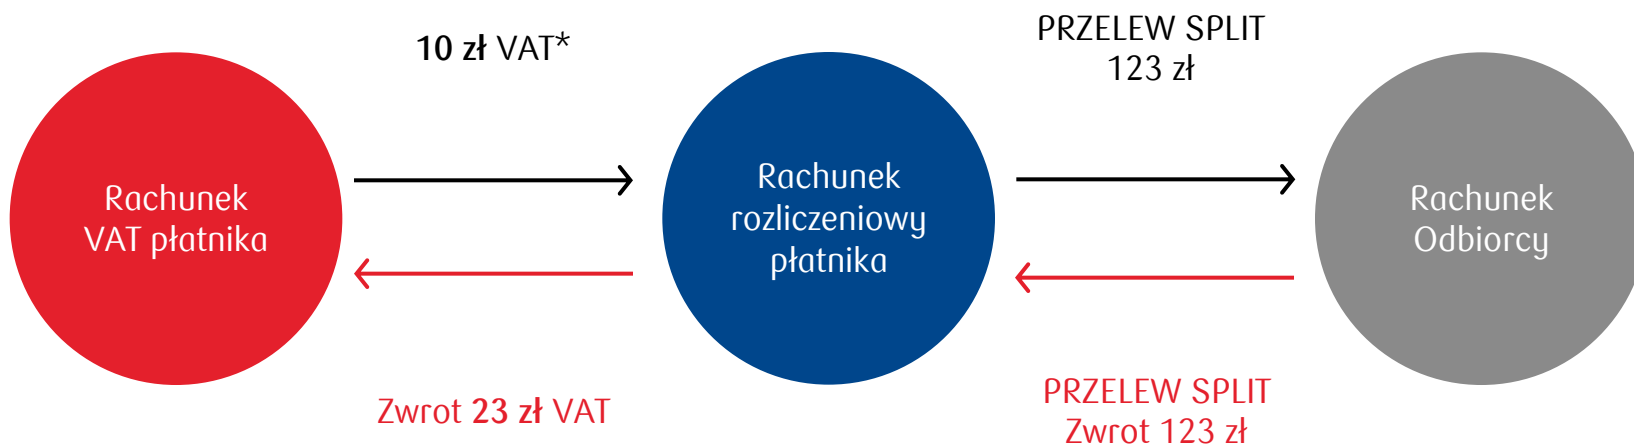 10 zł VAT*
PRZELEW SPLIT
123 zł
Rachunek
VAT płatnika
Rachunek
rozliczeniowy
płatnika
Rachunek
Odbiorcy
Zwrot 23 zł VAT
PRZELEW SPLIT
Zwrot 123 zł